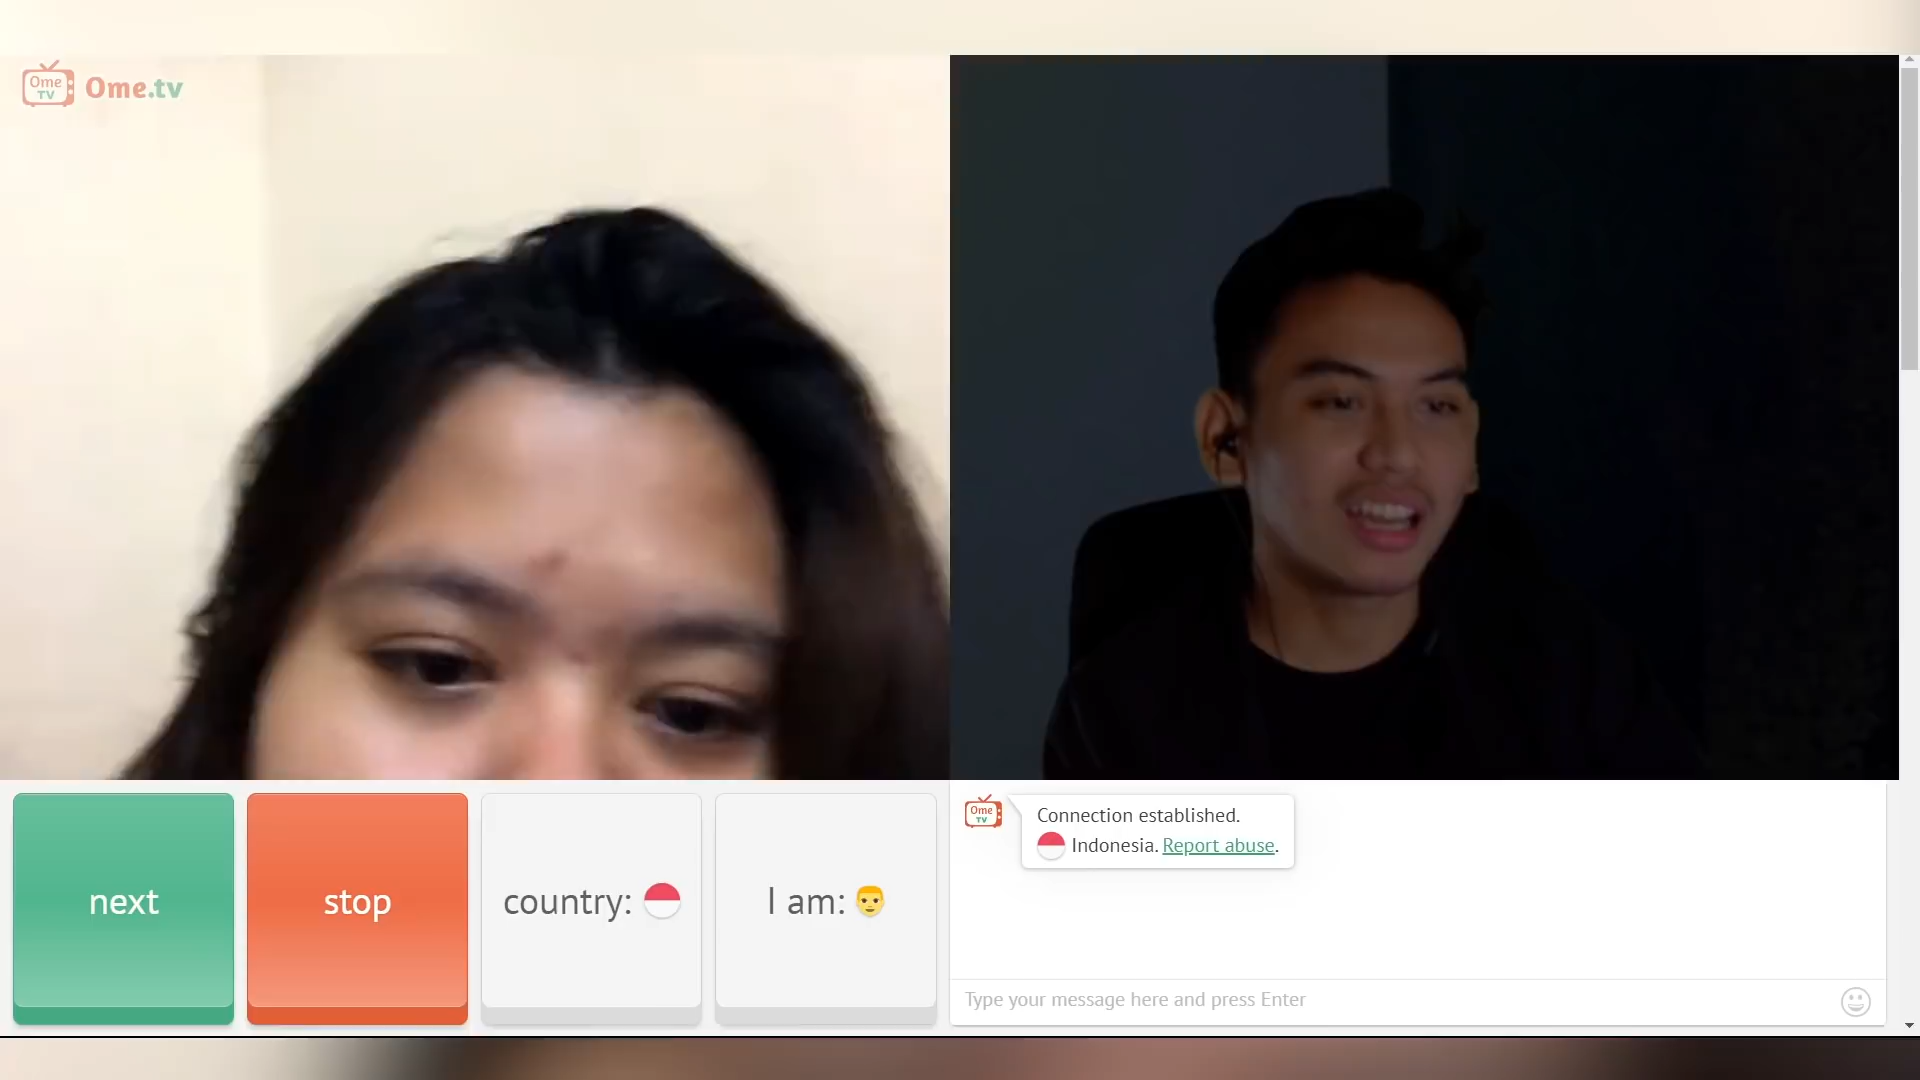 Ome
TV
Ome.tv
Ome
TV
Connection established.
Indonesia. Report abuse.
next
stop
country:
I am:
Type your message here and press Enter